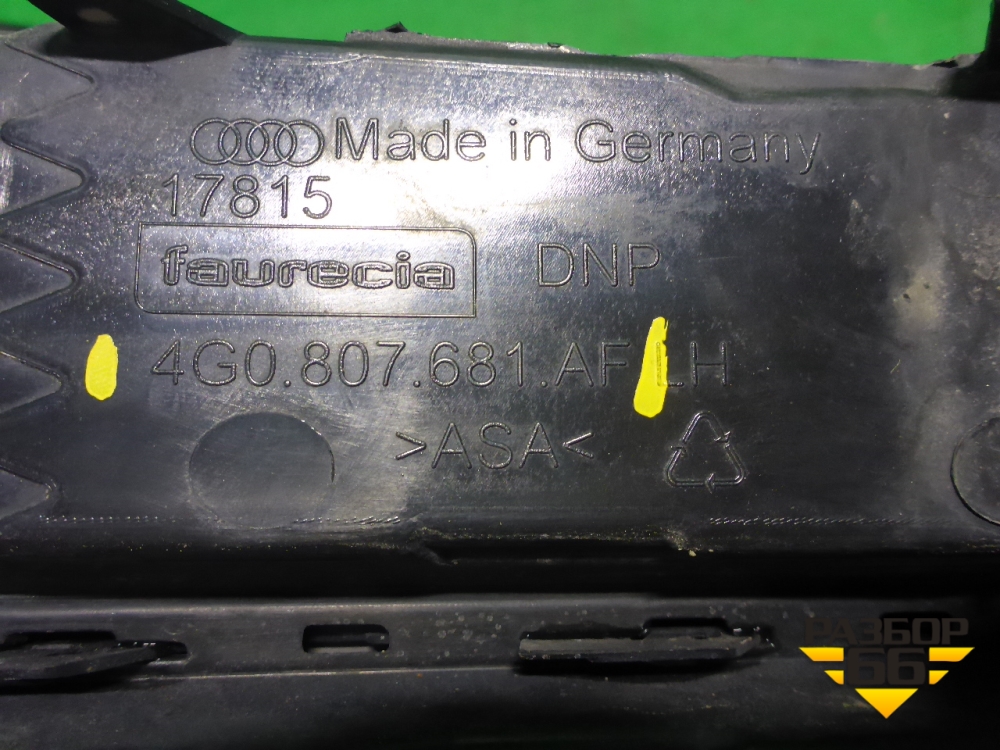 Made in Germany
17815
faurecia DNP
4G0.807.681.AF LH
>ASA<
РАЗБОР
66